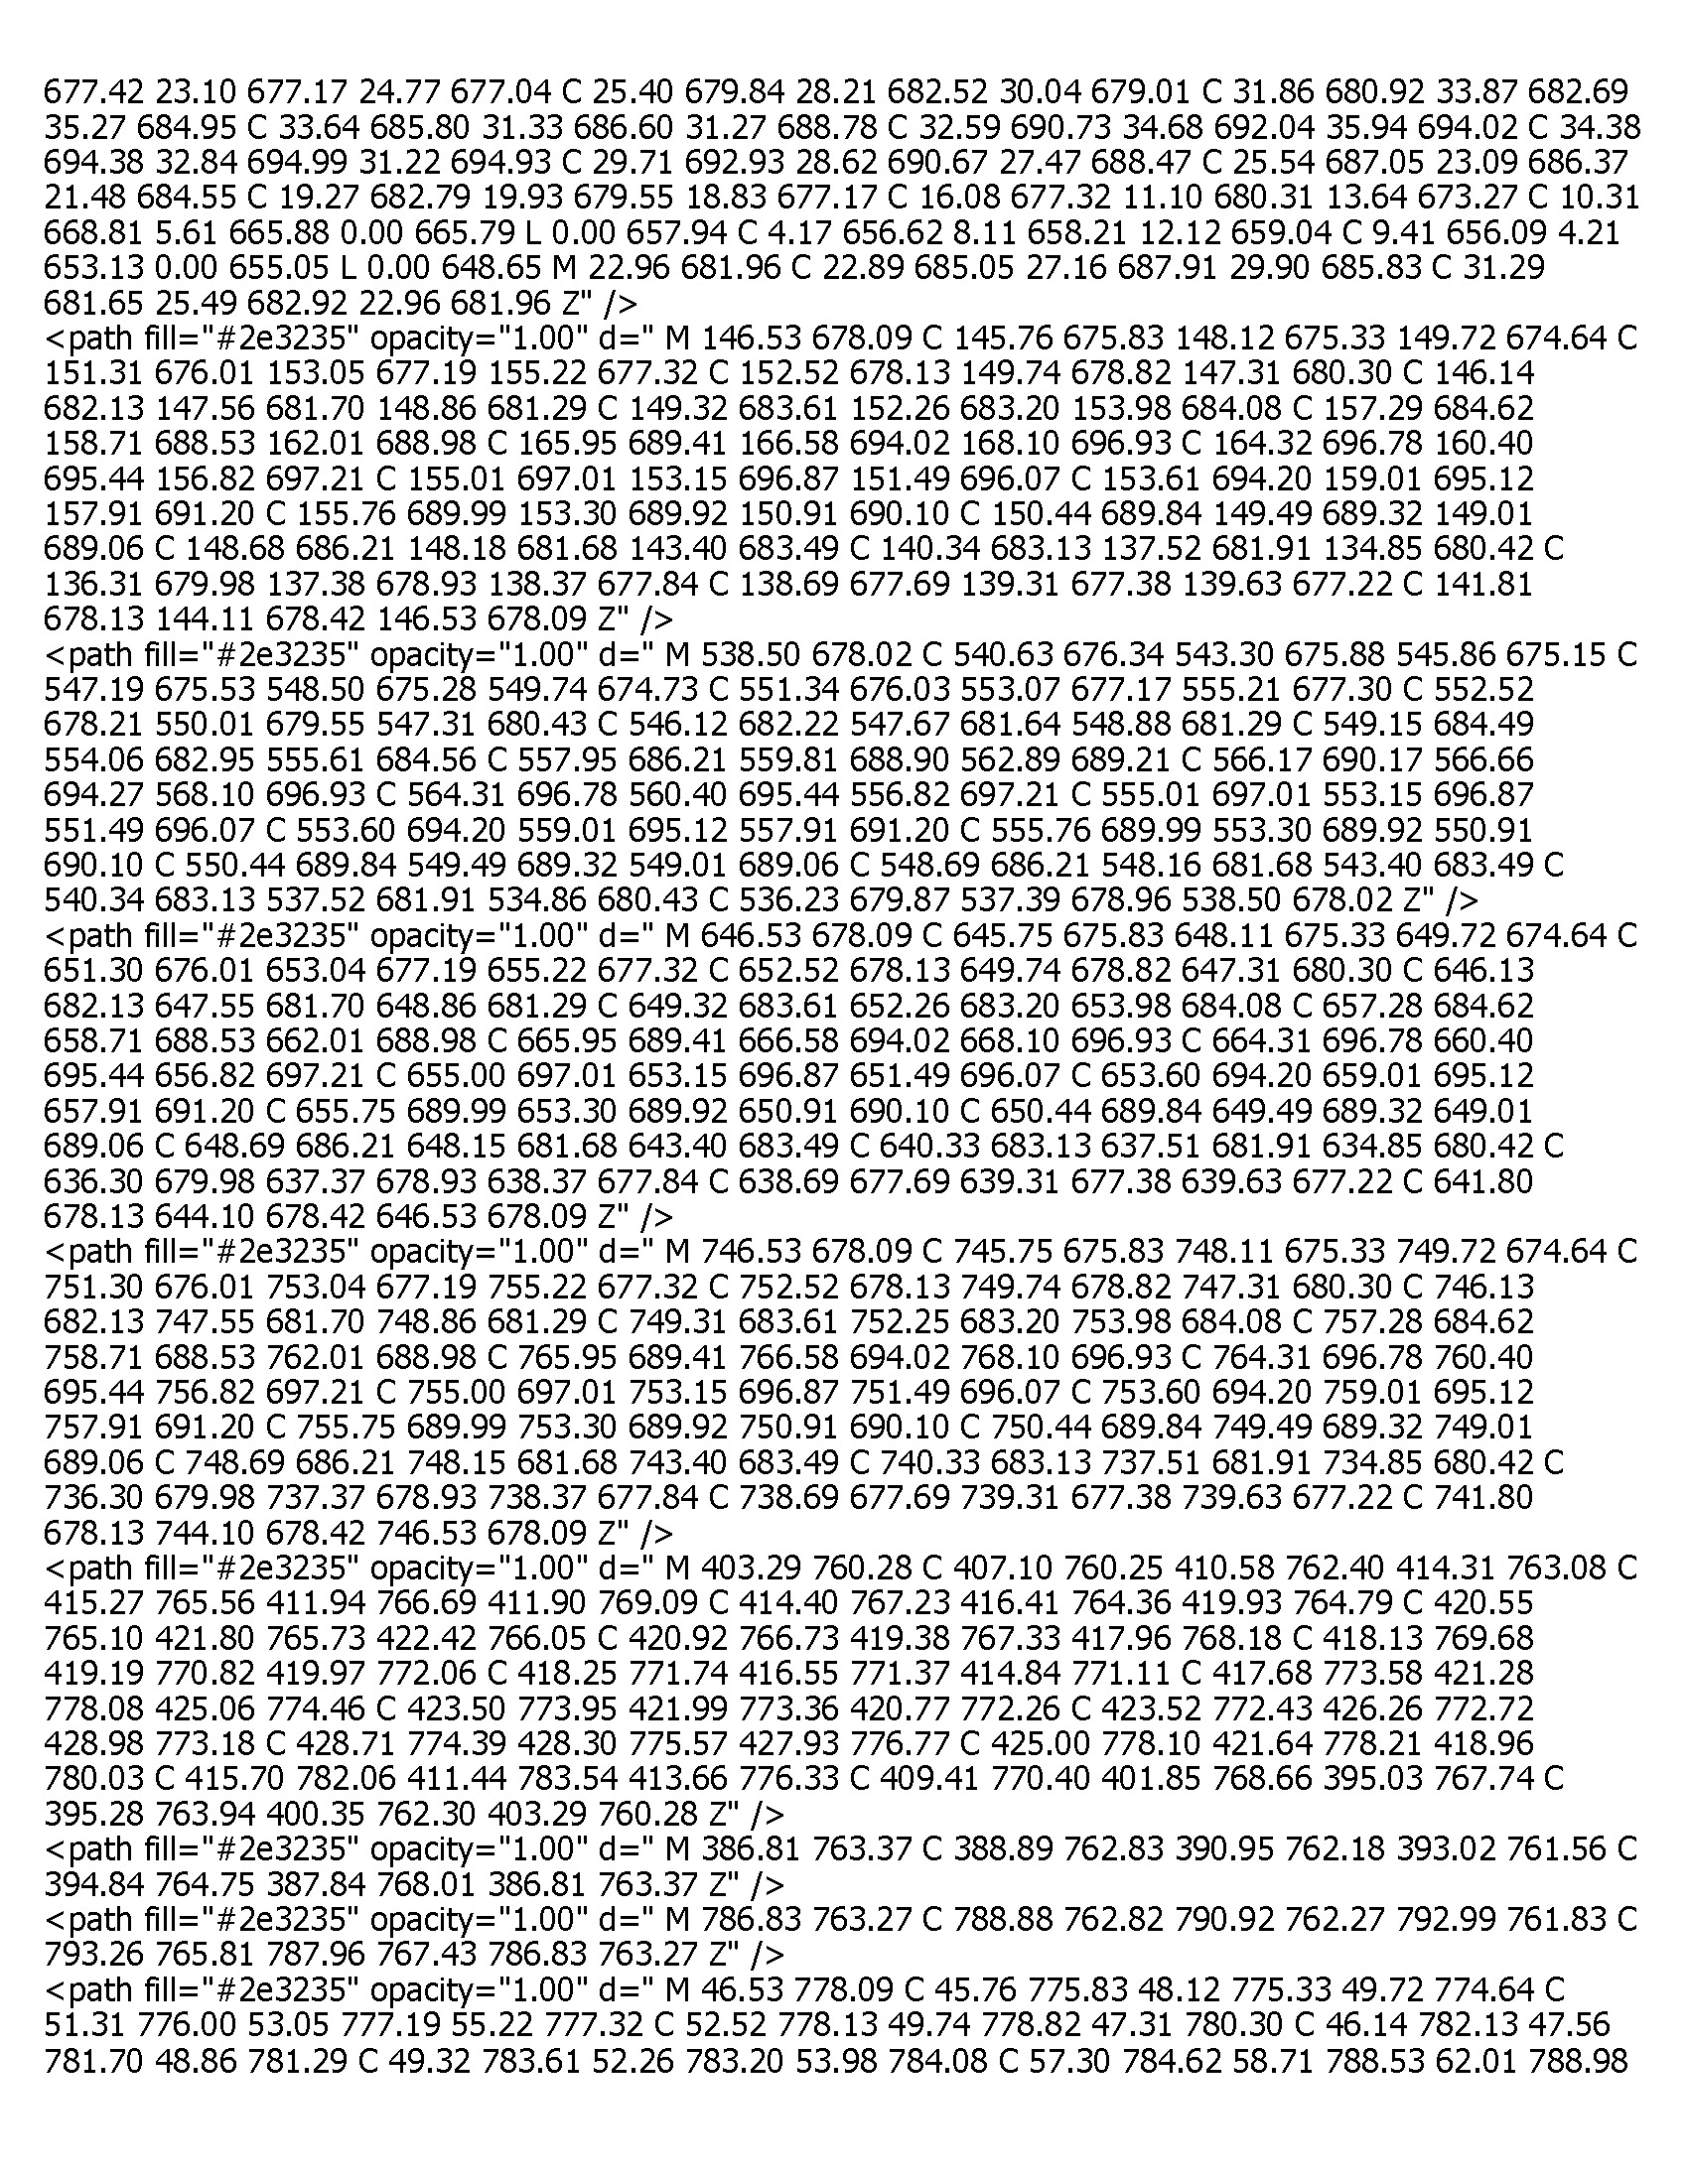 677.42 23.10 677.17 24.77 677.04 C 25.40 679.84 28.21 682.52 30.04 679.01 C 31.86 680.92 33.87 682.69
35.27 684.95 C 33.64 685.80 31.33 686.60 31.27 688.78 C 32.59 690.73 34.68 692.04 35.94 694.02 C 34.38
694.38 32.84 694.99 31.22 694.93 C 29.71 692.93 28.62 690.67 27.47 688.47 C 25.54 687.05 23.09 686.37
21.48 684.55 C 19.27 682.79 19.93 679.55 18.83 677.17 C 16.08 677.32 11.10 680.31 13.64 673.27 C 10.31
668.81 5.61 665.88 0.00 665.79 L 0.00 657.94 C 4.17 656.62 8.11 658.21 12.12 659.04 C 9.41 656.09 4.21
653.13 0.00 655.05 L 0.00 648.65 M 22.96 681.96 C 22.89 685.05 27.16 687.91 29.90 685.83 C 31.29
681.65 25.49 682.92 22.96 681.96 Z" />
<path fill="#2e3235" opacity="1.00" d=" M 146.53 678.09 C 145.76 675.83 148.12 675.33 149.72 674.64 C
151.31 676.01 153.05 677.19 155.22 677.32 C 152.52 678.13 149.74 678.82 147.31 680.30 C 146.14
682.13 147.56 681.70 148.86 681.29 C 149.32 683.61 152.26 683.20 153.98 684.08 C 157.29 684.62
158.71 688.53 162.01 688.98 C 165.95 689.41 166.58 694.02 168.10 696.93 C 164.32 696.78 160.40
695.44 156.82 697.21 C 155.01 697.01 153.15 696.87 151.49 696.07 C 153.61 694.20 159.01 695.12
157.91 691.20 C 155.76 689.99 153.30 689.92 150.91 690.10 C 150.44 689.84 149.49 689.32 149.01
689.06 C 148.68 686.21 148.18 681.68 143.40 683.49 C 140.34 683.13 137.52 681.91 134.85 680.42 C
136.31 679.98 137.38 678.93 138.37 677.84 C 138.69 677.69 139.31 677.38 139.63 677.22 C 141.81
678.13 144.11 678.42 146.53 678.09 Z" />
<path fill="#2e3235" opacity="1.00" d=" M 538.50 678.02 C 540.63 676.34 543.30 675.88 545.86 675.15 C
547.19 675.53 548.50 675.28 549.74 674.73 C 551.34 676.03 553.07 677.17 555.21 677.30 C 552.52
678.21 550.01 679.55 547.31 680.43 C 546.12 682.22 547.67 681.64 548.88 681.29 C 549.15 684.49
554.06 682.95 555.61 684.56 C 557.95 686.21 559.81 688.90 562.89 689.21 C 566.17 690.17 566.66
694.27 568.10 696.93 C 564.31 696.78 560.40 695.44 556.82 697.21 C 555.01 697.01 553.15 696.87
551.49 696.07 C 553.60 694.20 559.01 695.12 557.91 691.20 C 555.76 689.99 553.30 689.92 550.91
690.10 C 550.44 689.84 549.49 689.32 549.01 689.06 C 548.69 686.21 548.16 681.68 543.40 683.49 C
540.34 683.13 537.52 681.91 534.86 680.43 C 536.23 679.87 537.39 678.96 538.50 678.02 Z" />
<path fill="#2e3235" opacity="1.00" d=" M 646.53 678.09 C 645.75 675.83 648.11 675.33 649.72 674.64 C
651.30 676.01 653.04 677.19 655.22 677.32 C 652.52 678.13 649.74 678.82 647.31 680.30 C 646.13
682.13 647.55 681.70 648.86 681.29 C 649.32 683.61 652.26 683.20 653.98 684.08 C 657.28 684.62
658.71 688.53 662.01 688.98 C 665.95 689.41 666.58 694.02 668.10 696.93 C 664.31 696.78 660.40
695.44 656.82 697.21 C 655.00 697.01 653.15 696.87 651.49 696.07 C 653.60 694.20 659.01 695.12
657.91 691.20 C 655.75 689.99 653.30 689.92 650.91 690.10 C 650.44 689.84 649.49 689.32 649.01
689.06 C 648.69 686.21 648.15 681.68 643.40 683.49 C 640.33 683.13 637.51 681.91 634.85 680.42 C
636.30 679.98 637.37 678.93 638.37 677.84 C 638.69 677.69 639.31 677.38 639.63 677.22 C 641.80
678.13 644.10 678.42 646.53 678.09 Z" />
<path fill="#2e3235" opacity="1.00" d=" M 746.53 678.09 C 745.75 675.83 748.11 675.33 749.72 674.64 C
751.30 676.01 753.04 677.19 755.22 677.32 C 752.52 678.13 749.74 678.82 747.31 680.30 C 746.13
682.13 747.55 681.70 748.86 681.29 C 749.31 683.61 752.25 683.20 753.98 684.08 C 757.28 684.62
758.71 688.53 762.01 688.98 C 765.95 689.41 766.58 694.02 768.10 696.93 C 764.31 696.78 760.40
695.44 756.82 697.21 C 755.00 697.01 753.15 696.87 751.49 696.07 C 753.60 694.20 759.01 695.12
757.91 691.20 C 755.75 689.99 753.30 689.92 750.91 690.10 C 750.44 689.84 749.49 689.32 749.01
689.06 C 748.69 686.21 748.15 681.68 743.40 683.49 C 740.33 683.13 737.51 681.91 734.85 680.42 C
736.30 679.98 737.37 678.93 738.37 677.84 C 738.69 677.69 739.31 677.38 739.63 677.22 C 741.80
678.13 744.10 678.42 746.53 678.09 Z" />
<path fill="#2e3235" opacity="1.00" d=" M 403.29 760.28 C 407.10 760.25 410.58 762.40 414.31 763.08 C
415.27 765.56 411.94 766.69 411.90 769.09 C 414.40 767.23 416.41 764.36 419.93 764.79 C 420.55
765.10 421.80 765.73 422.42 766.05 C 420.92 766.73 419.38 767.33 417.96 768.18 C 418.13 769.68
419.19 770.82 419.97 772.06 C 418.25 771.74 416.55 771.37 414.84 771.11 C 417.68 773.58 421.28
778.08 425.06 774.46 C 423.50 773.95 421.99 773.36 420.77 772.26 C 423.52 772.43 426.26 772.72
428.98 773.18 C 428.71 774.39 428.30 775.57 427.93 776.77 C 425.00 778.10 421.64 778.21 418.96
780.03 C 415.70 782.06 411.44 783.54 413.66 776.33 C 409.41 770.40 401.85 768.66 395.03 767.74 C
395.28 763.94 400.35 762.30 403.29 760.28 Z" />
<path fill="#2e3235" opacity="1.00" d=" M 386.81 763.37 C 388.89 762.83 390.95 762.18 393.02 761.56 C
394.84 764.75 387.84 768.01 386.81 763.37 Z" />
<path fill="#2e3235" opacity="1.00" d=" M 786.83 763.27 C 788.88 762.82 790.92 762.27 792.99 761.83 C
793.26 765.81 787.96 767.43 786.83 763.27 Z" />
<path fill="#2e3235" opacity="1.00" d=" M 46.53 778.09 C 45.76 775.83 48.12 775.33 49.72 774.64 C
51.31 776.00 53.05 777.19 55.22 777.32 C 52.52 778.13 49.74 778.82 47.31 780.30 C 46.14 782.13 47.56
781.70 48.86 781.29 C 49.32 783.61 52.26 783.20 53.98 784.08 C 57.30 784.62 58.71 788.53 62.01 788.98